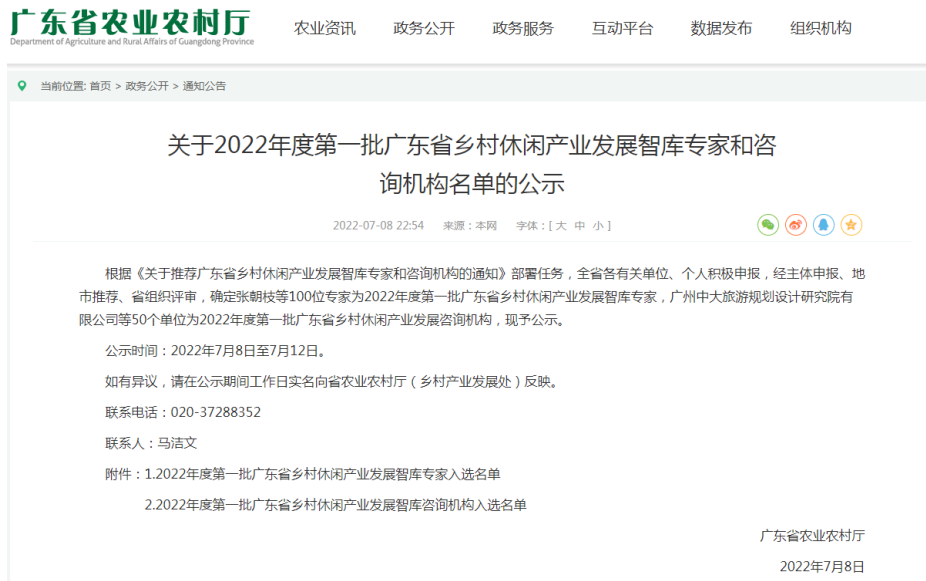 广东省农业农村厅
Department of Agriculture and Rural Affairs of Guangdong Province
农业资讯 政务公开 政务服务 互动平台 数据发布 组织机构
当前位置: 首页 > 政务公开 > 通知公告
关于2022年度第一批广东省乡村休闲产业发展智库专家和咨
询机构名单的公示
2022-07-08 22:54 来源：本网 字体：[ 大 中 小 ]
根据《关于推荐广东省乡村休闲产业发展智库专家和咨询机构的通知》部署任务，全省各有关单位、个人积极申报，经主体申报、地
市推荐、省组织评审，确定张朝枝等100位专家为2022年度第一批广东省乡村休闲产业发展智库专家，广州中大旅游规划设计研究院有
限公司等50个单位为2022年度第一批广东省乡村休闲产业发展咨询机构，现予公示。
公示时间：2022年7月8日至7月12日。
如有异议，请在公示期间工作日实名向省农业农村厅（乡村产业发展处）反映。
联系电话：020-37288352
联系人：马洁文
附件：1.2022年度第一批广东省乡村休闲产业发展智库专家入选名单
2.2022年度第一批广东省乡村休闲产业发展智库咨询机构入选名单
广东省农业农村厅
2022年7月8日